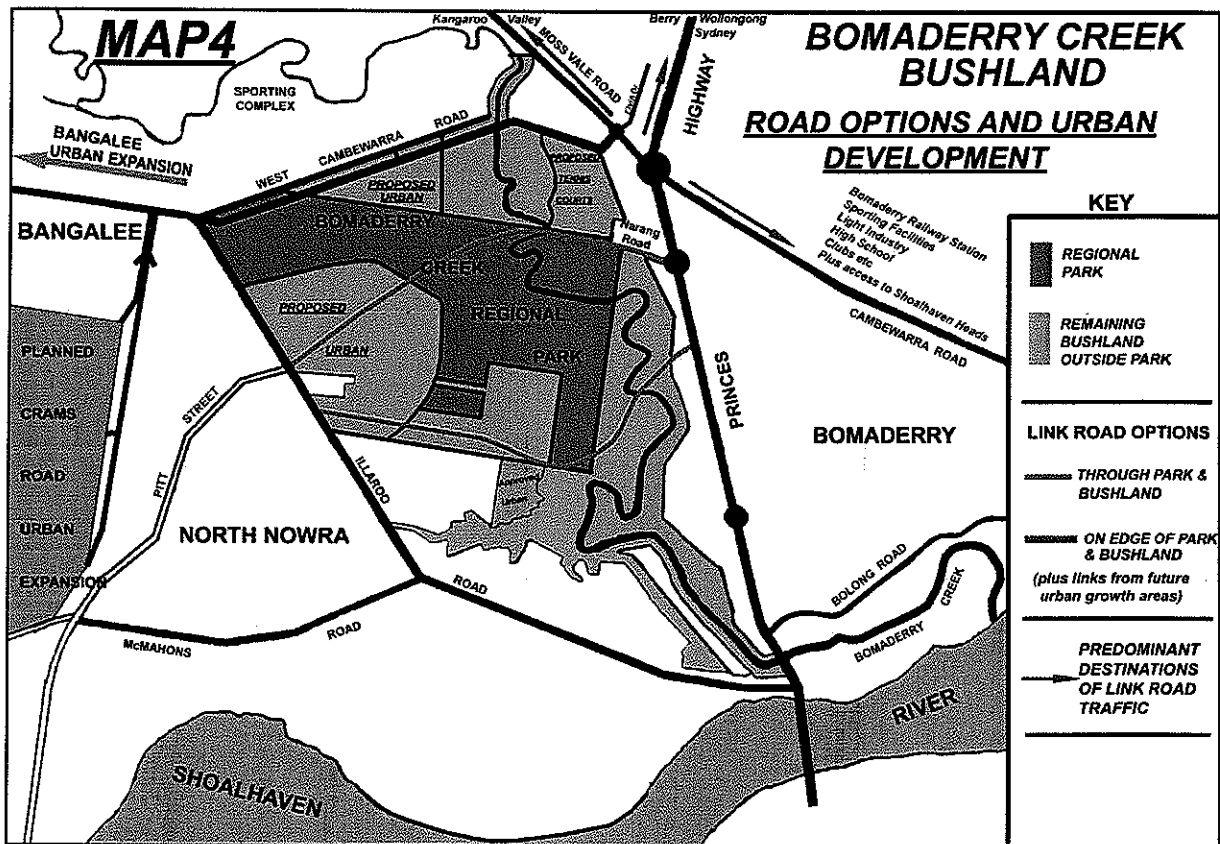 MAP4
Kangaroo Valley
Berry Wollongong
Sydney
BOMADERRY CREEK
BUSHLAND
ROAD OPTIONS AND URBAN
DEVELOPMENT
MOSS VALE ROAD
HIGHWAY
SPORTING
COMPLEX
BANGALEE
URBAN EXPANSION
WEST CAMBEWARRA ROAD
PROPOSED
URBAN
PROPOSED
TENNIS
COURTS
BANGALEE
BOMADERRY
CREEK
REGIONAL
PARK
Narang
Road
Bomaderry Railway Station
Sporting Facilities
Light Industry
High School
Clubs etc
Plus access to Shoalhaven Heads
CAMBEWARRA ROAD
PROPOSED
URBAN
PLANNED
CRAMS
ROAD
URBAN
EXPANSION
PITT STREET
ILLAROO ROAD
PRINCES
BOMADERRY
NORTH NOWRA
McMAHONS ROAD
BOLONG ROAD
BOMADERRY CREEK
SHOALHAVEN
RIVER
KEY
REGIONAL
PARK
REMAINING
BUSHLAND
OUTSIDE PARK
LINK ROAD OPTIONS
THROUGH PARK &
BUSHLAND
ON EDGE OF PARK
& BUSHLAND
(plus links from future
urban growth areas)
PREDOMINANT
DESTINATIONS
OF LINK ROAD
TRAFFIC